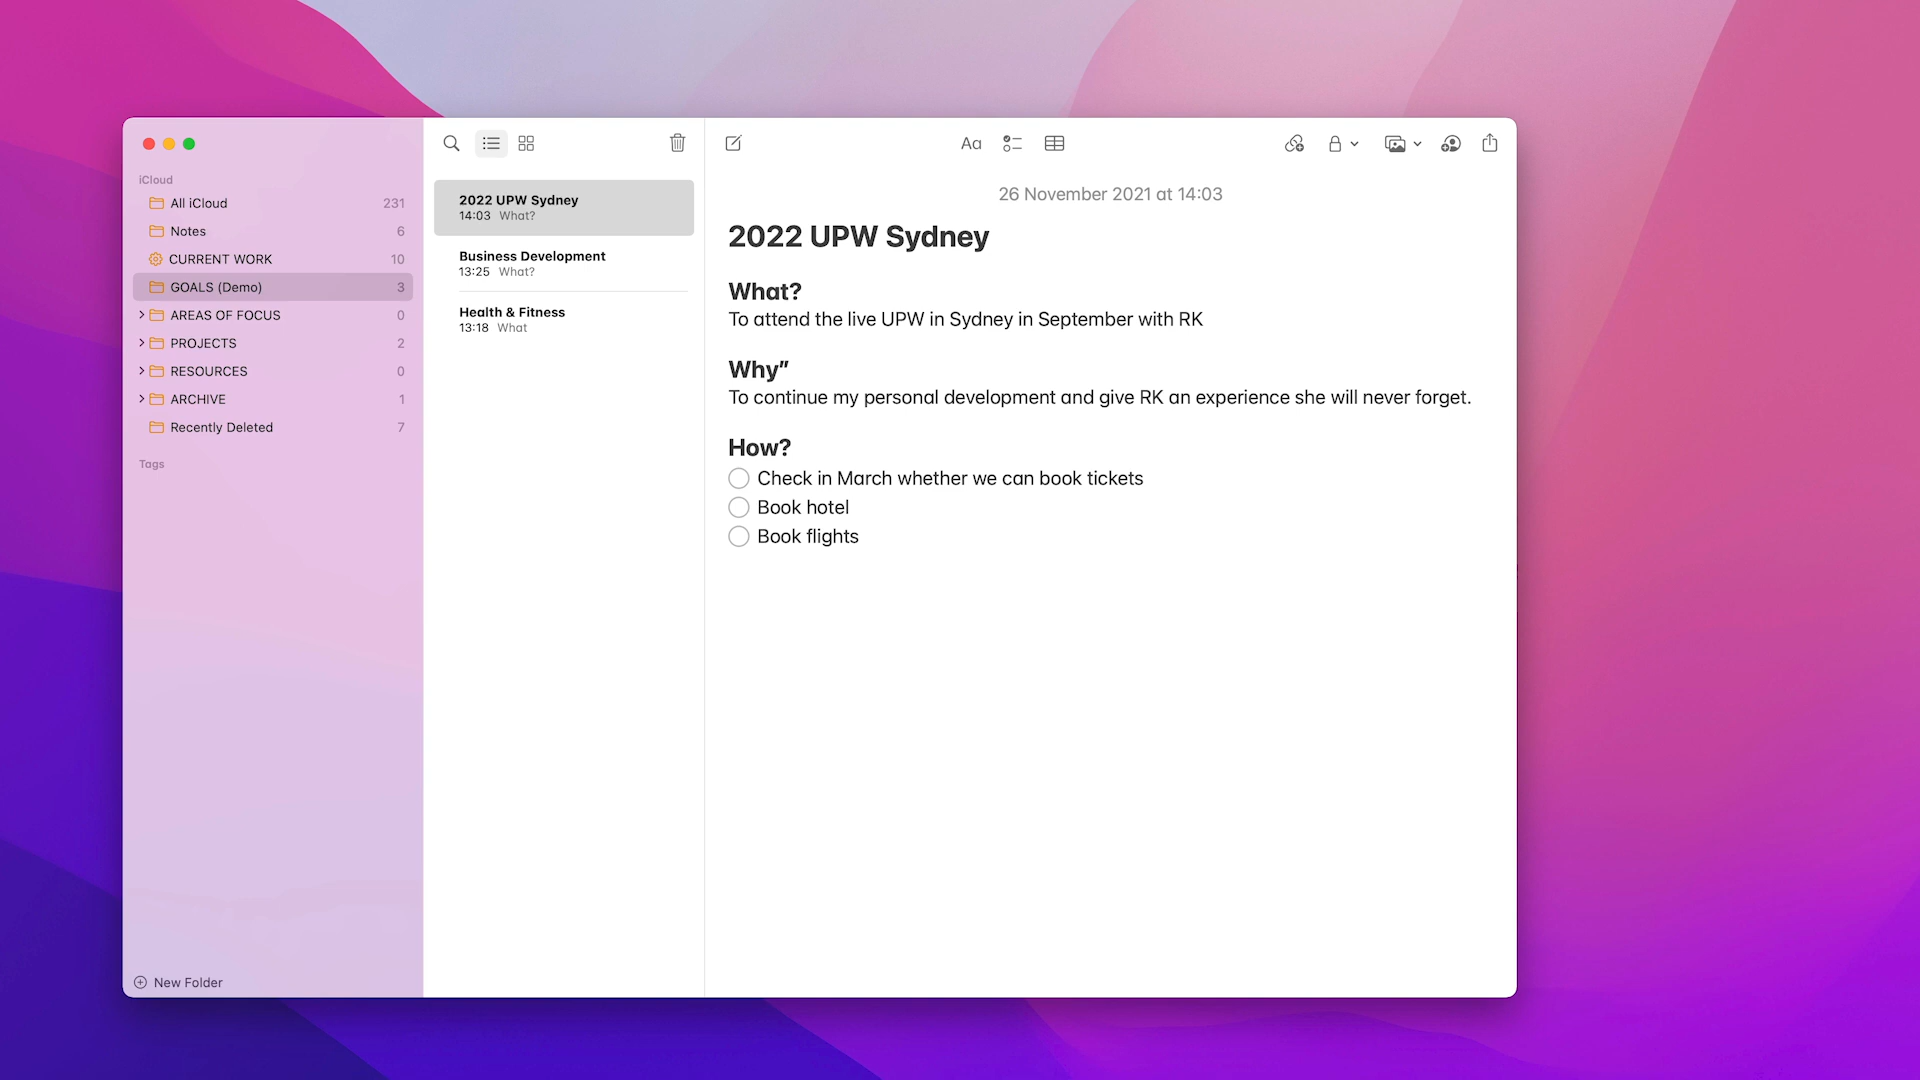 iCloud
All iCloud 231
Notes 6
CURRENT WORK 10
GOALS (Demo) 3
AREAS OF FOCUS 0
PROJECTS 2
RESOURCES 0
ARCHIVE 1
Recently Deleted 7
Tags
New Folder
2022 UPW Sydney
14:03 What?
Business Development
13:25 What?
Health & Fitness
13:18 What
Aa
26 November 2021 at 14:03
2022 UPW Sydney
What?
To attend the live UPW in Sydney in September with RK
Why”
To continue my personal development and give RK an experience she will never forget.
How?
Check in March whether we can book tickets
Book hotel
Book flights